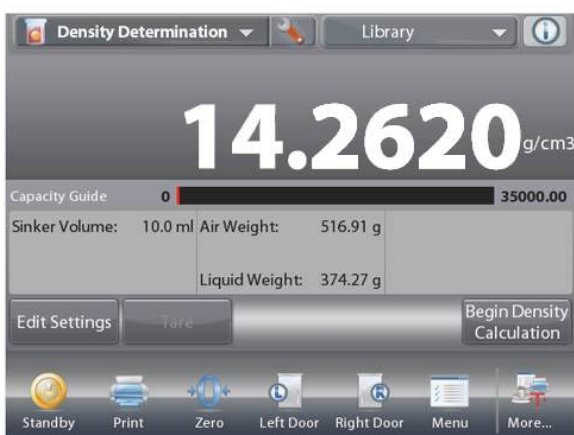 Density Determination Library
14.2620 g/cm3
Capacity Guide 0 35000.00
Sinker Volume: 10.0 ml Air Weight: 516.91 g
Liquid Weight: 374.27 g
Edit Settings Tare Begin Density
Calculation
L R
Standby Print Zero Left Door Right Door Menu More...